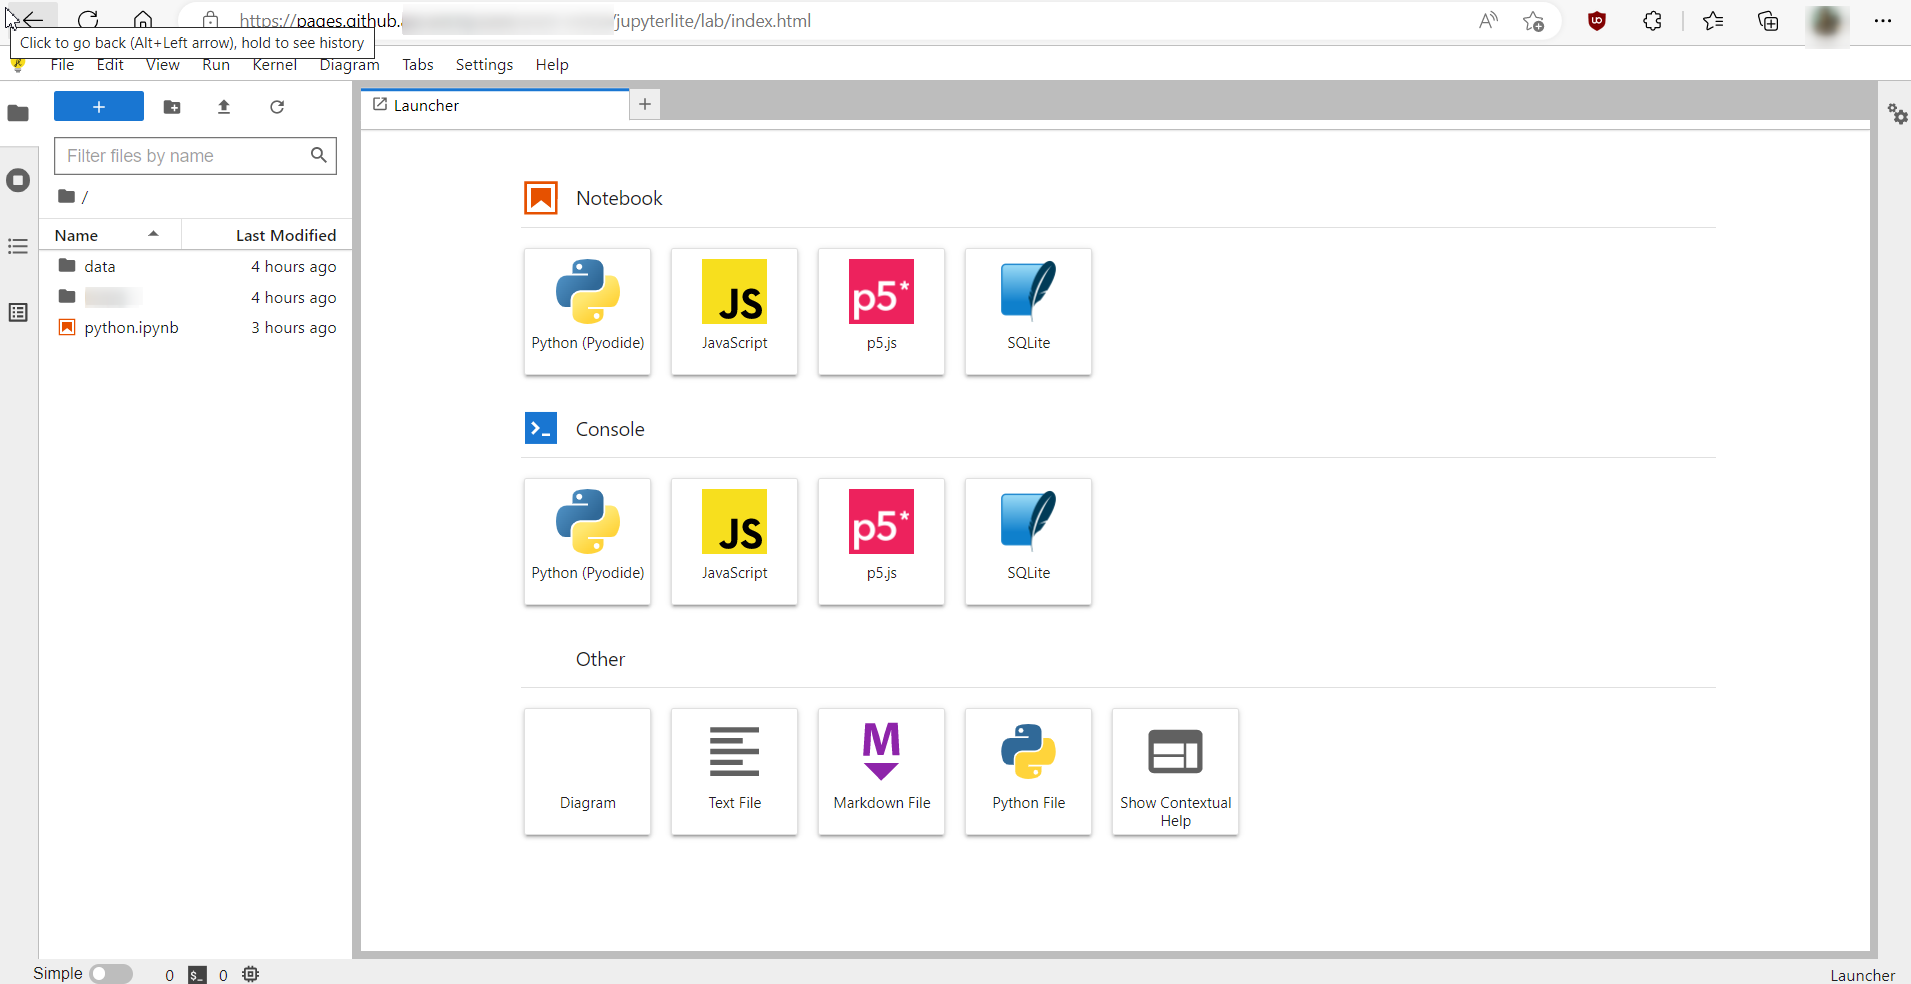 https://pages.github. /jupyterlite/lab/index.html
Click to go back (Alt+Left arrow), hold to see history
File Edit View Run Kernel Diagram Tabs Settings Help
+
Launcher
+
Filter files by name
/
Name Last Modified
data 4 hours ago
4 hours ago
python.ipynb 3 hours ago
Notebook
JS
p5*
Python (Pyodide) JavaScript p5.js SQLite
Console
JS
p5*
Python (Pyodide) JavaScript p5.js SQLite
Other
M
Diagram Text File Markdown File Python File Show Contextual
Help
Simple 0 $_ 0
Launcher